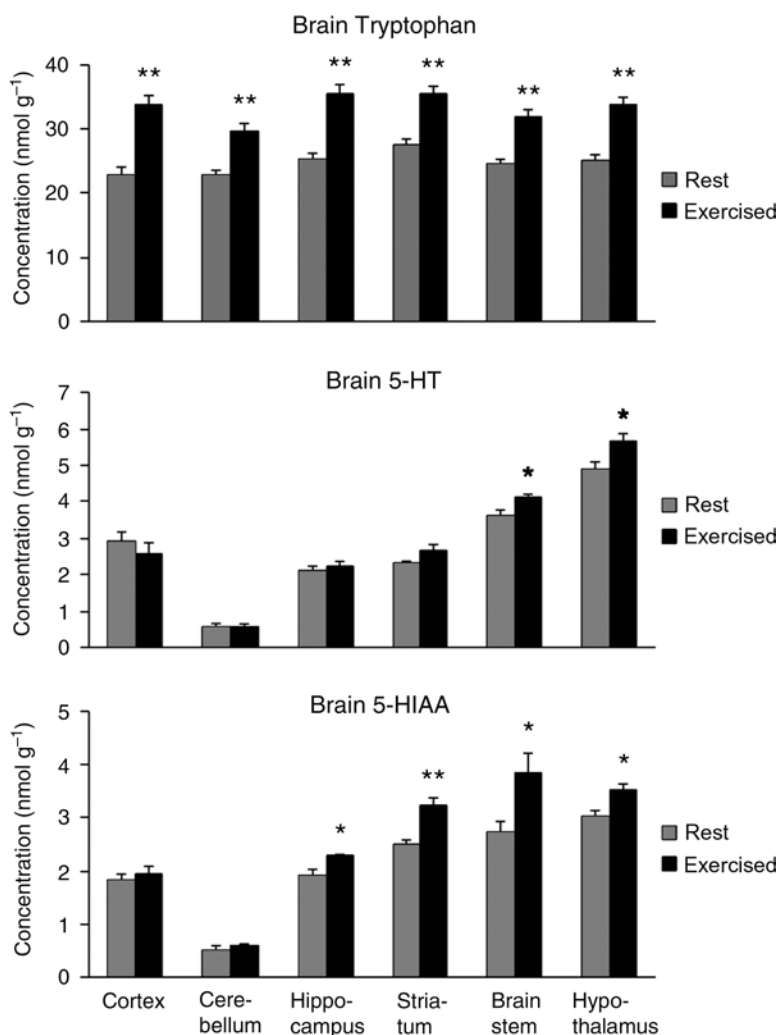 Brain Tryptophan
Concentration (nmol g⁻¹)
40
30
20
10
0
** ** ** ** ** **
Rest
Exercised
Brain 5-HT
Concentration (nmol g⁻¹)
7
6
5
4
3
2
1
0
* *
Rest
Exercised
Brain 5-HIAA
Concentration (nmol g⁻¹)
5
4
3
2
1
0
* ** * *
Rest
Exercised
Cortex Cere- Hippo- Stria- Brain Hypo-
bellum campus tum stem thalamus